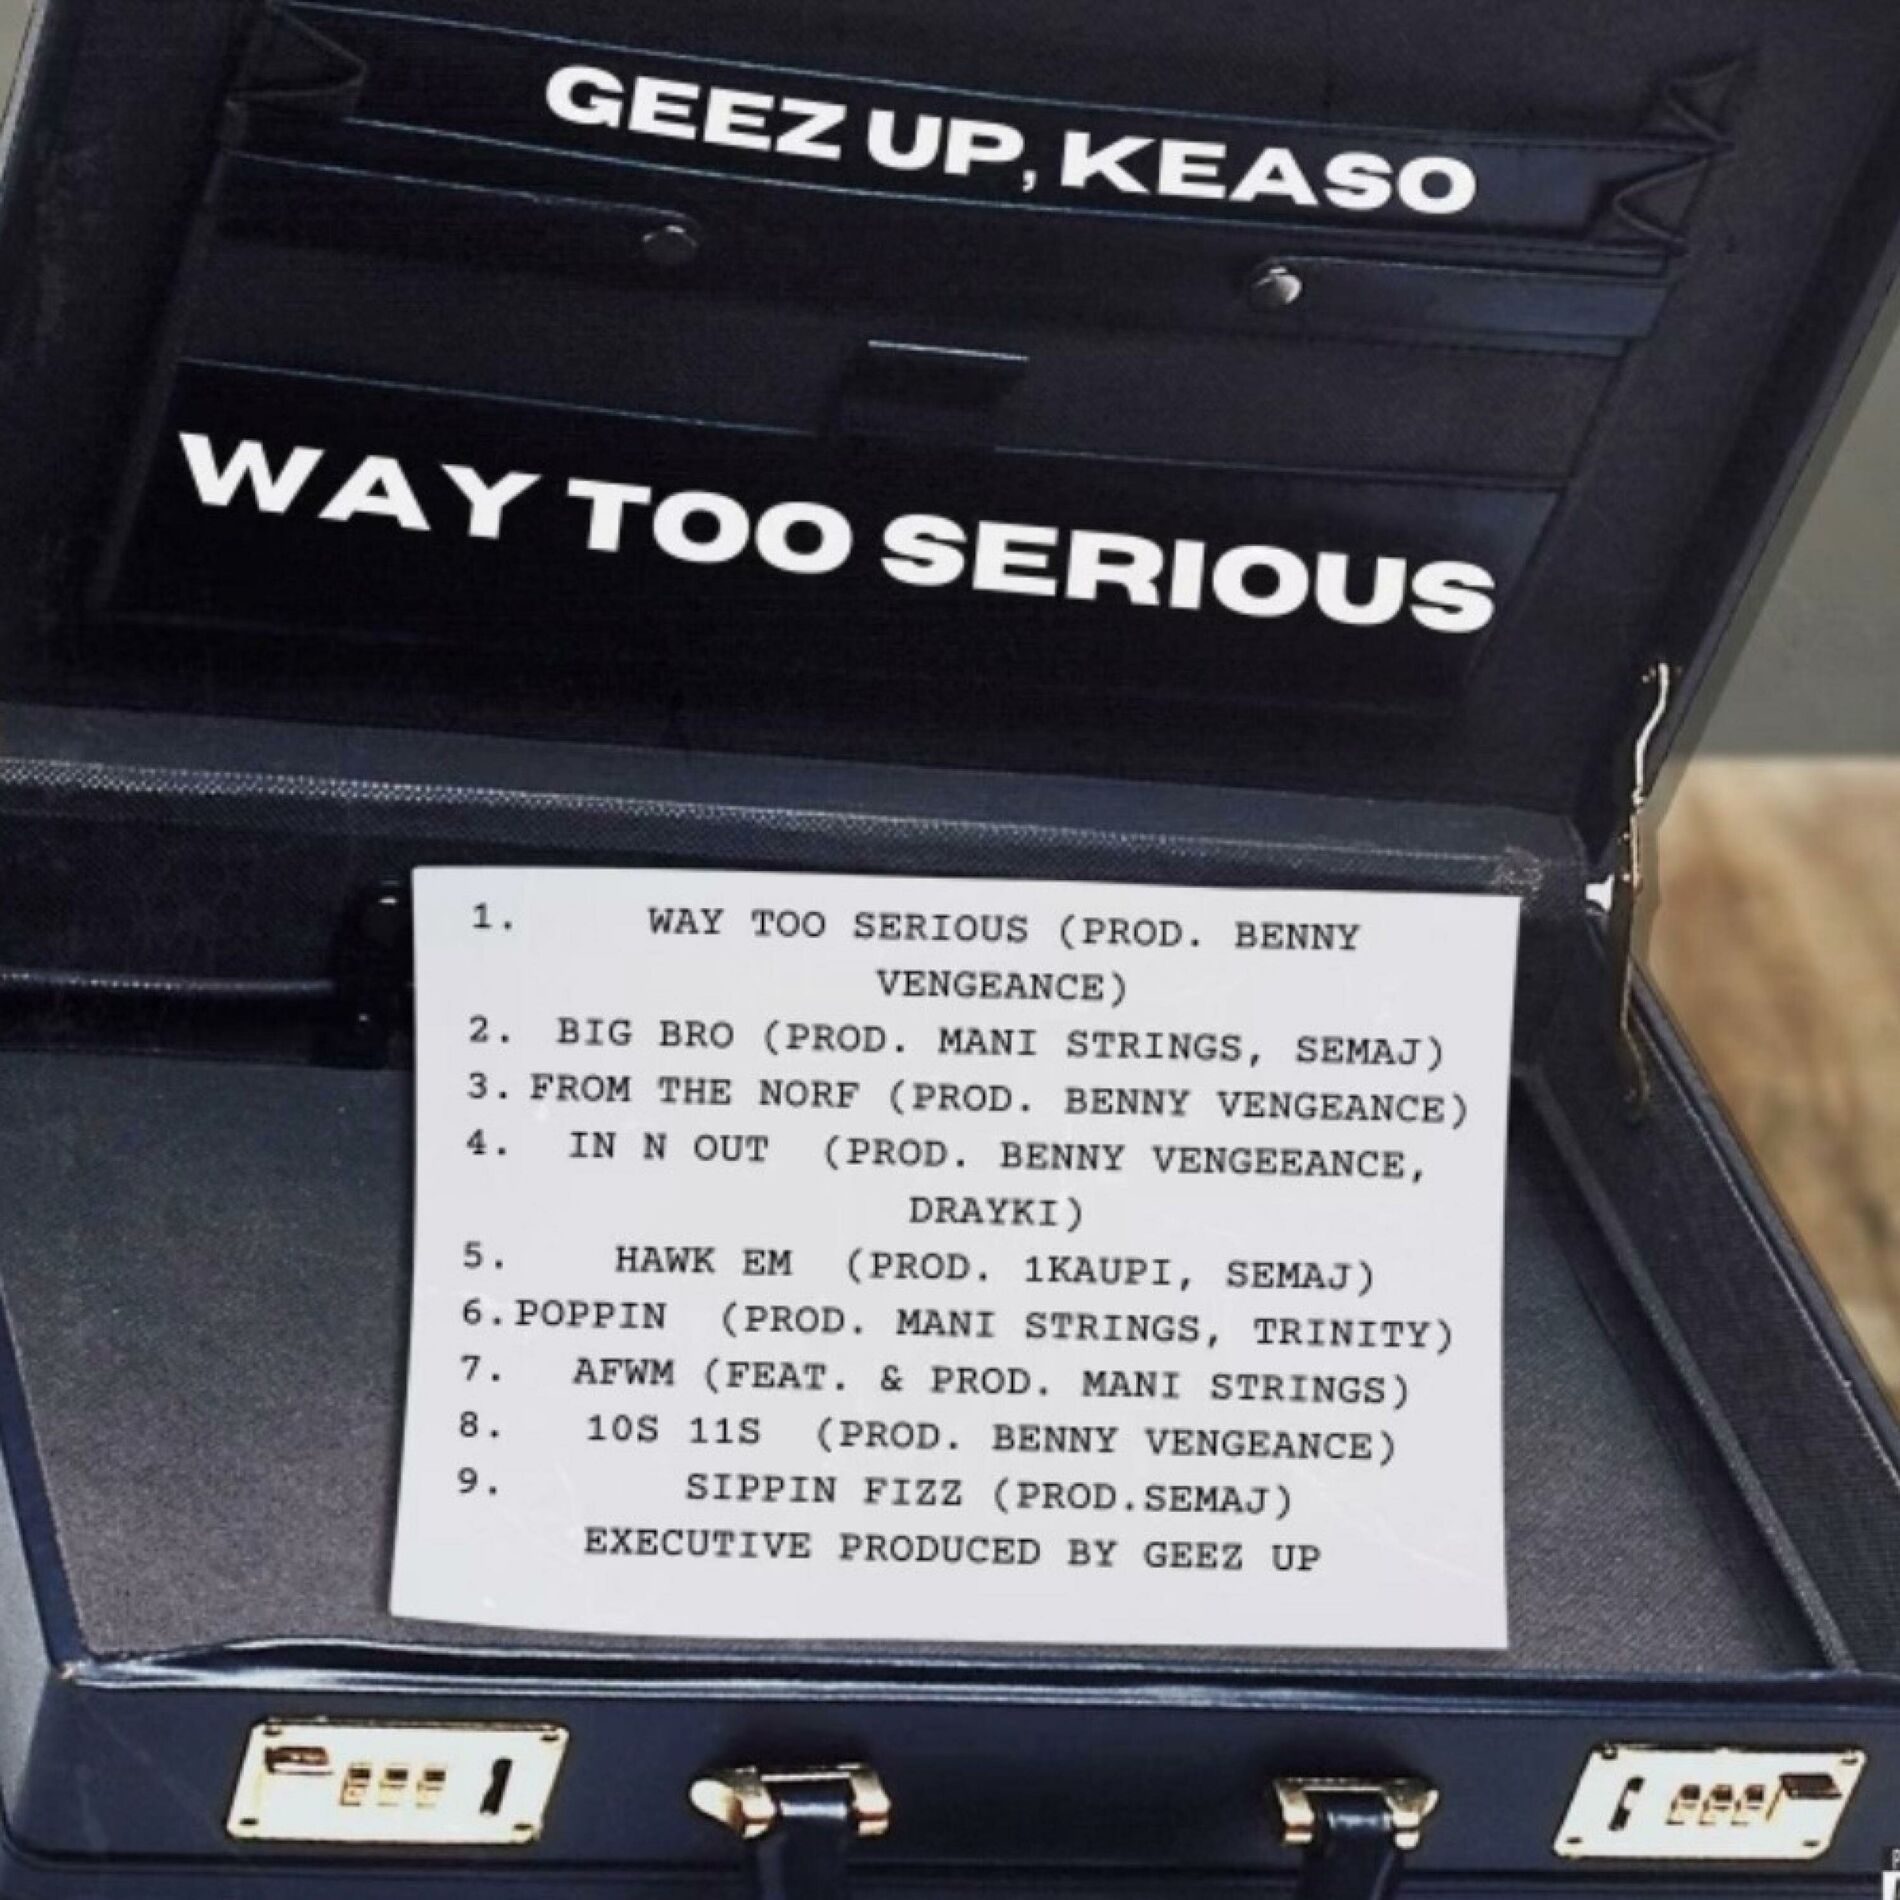 GEEZ UP, KEASO
WAY TOO SERIOUS
1. WAY TOO SERIOUS (PROD. BENNY
VENGEANCE)
2. BIG BRO (PROD. MANI STRINGS, SEMAJ)
3. FROM THE NORF (PROD. BENNY VENGEANCE)
4. IN N OUT (PROD. BENNY VENGEEANCE,
DRAYKI)
5. HAWK EM (PROD. 1KAUPI, SEMAJ)
6. POPPIN (PROD. MANI STRINGS, TRINITY)
7. AFWM (FEAT. & PROD. MANI STRINGS)
8. 10S 11S (PROD. BENNY VENGEANCE)
9. SIPPIN FIZZ (PROD.SEMAJ)
EXECUTIVE PRODUCED BY GEEZ UP